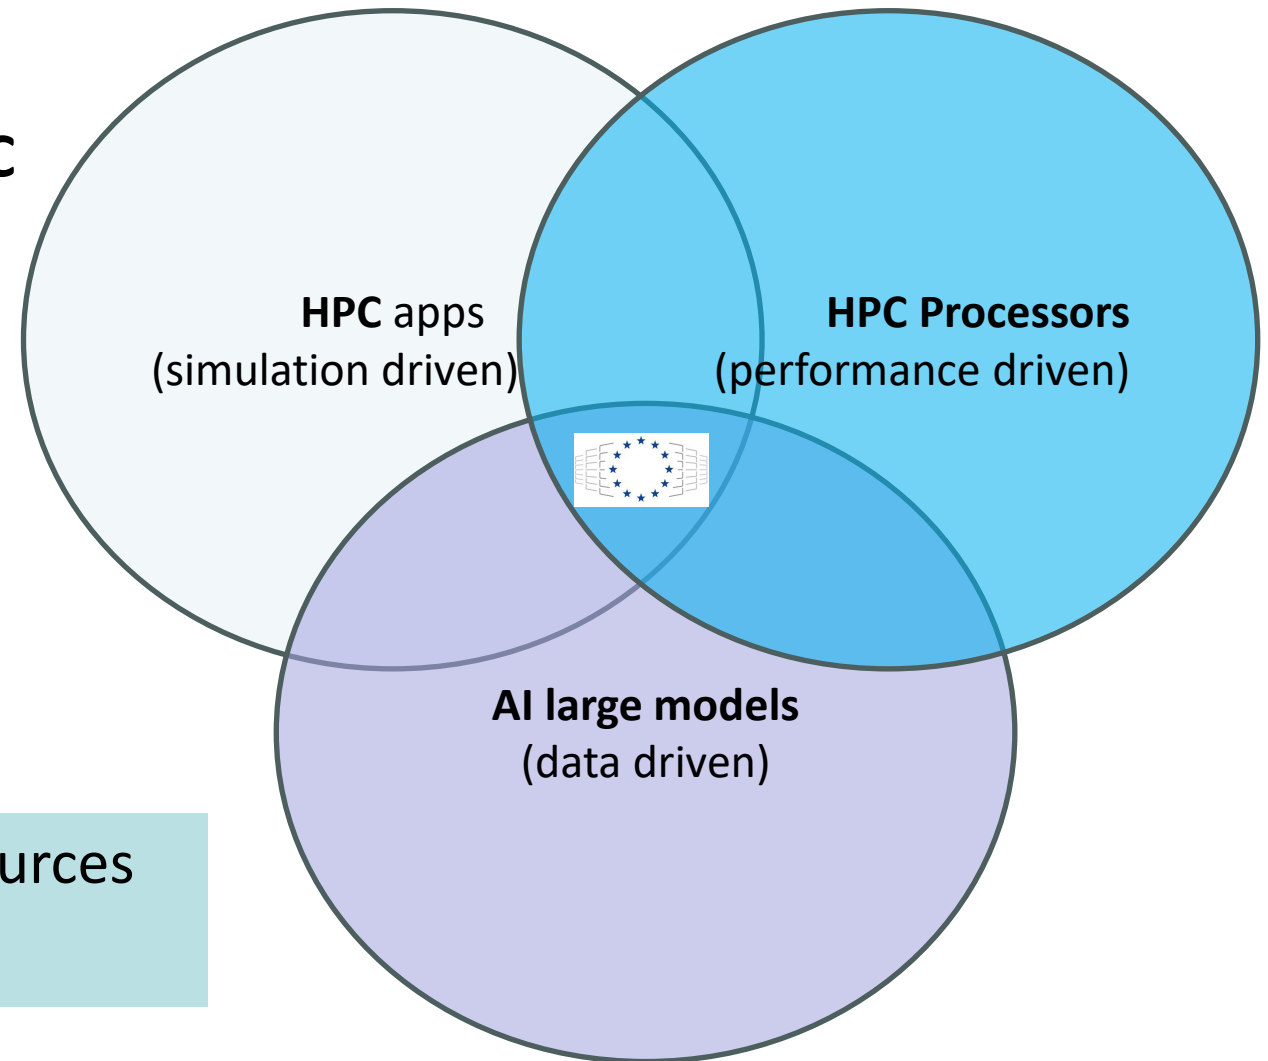 C
HPC apps
(simulation driven)
HPC Processors
(performance driven)
AI large models
(data driven)
urces